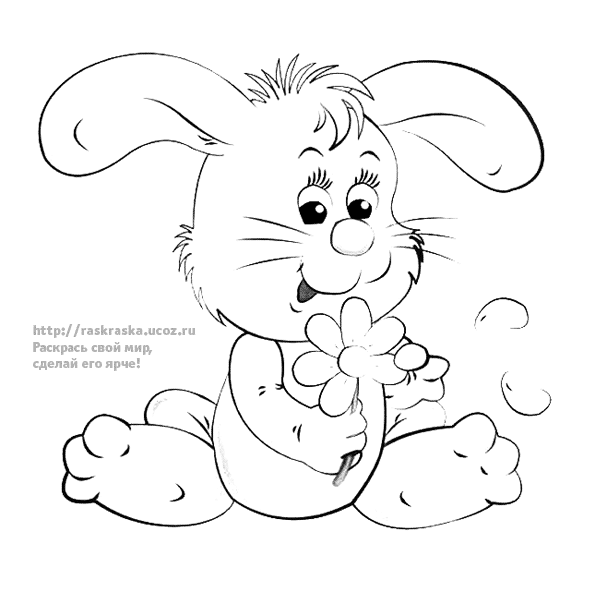 http://raskraska.ucoz.ru
Раскрась свой мир,
сделай его ярче!